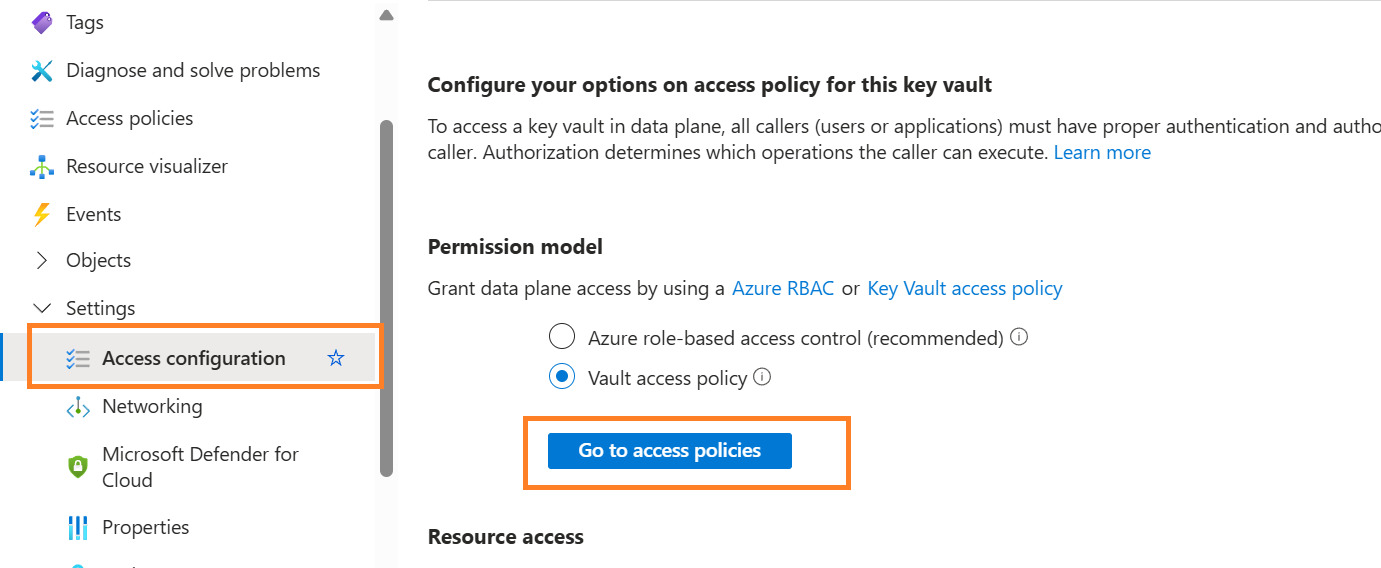 Tags
Diagnose and solve problems
Access policies
Resource visualizer
Events
Objects
Settings
Access configuration
Networking
Microsoft Defender for
Cloud
Properties
Configure your options on access policy for this key vault
To access a key vault in data plane, all callers (users or applications) must have proper authentication and autho
caller. Authorization determines which operations the caller can execute. Learn more
Permission model
Grant data plane access by using a Azure RBAC or Key Vault access policy
Azure role-based access control (recommended)
Vault access policy
Go to access policies
Resource access